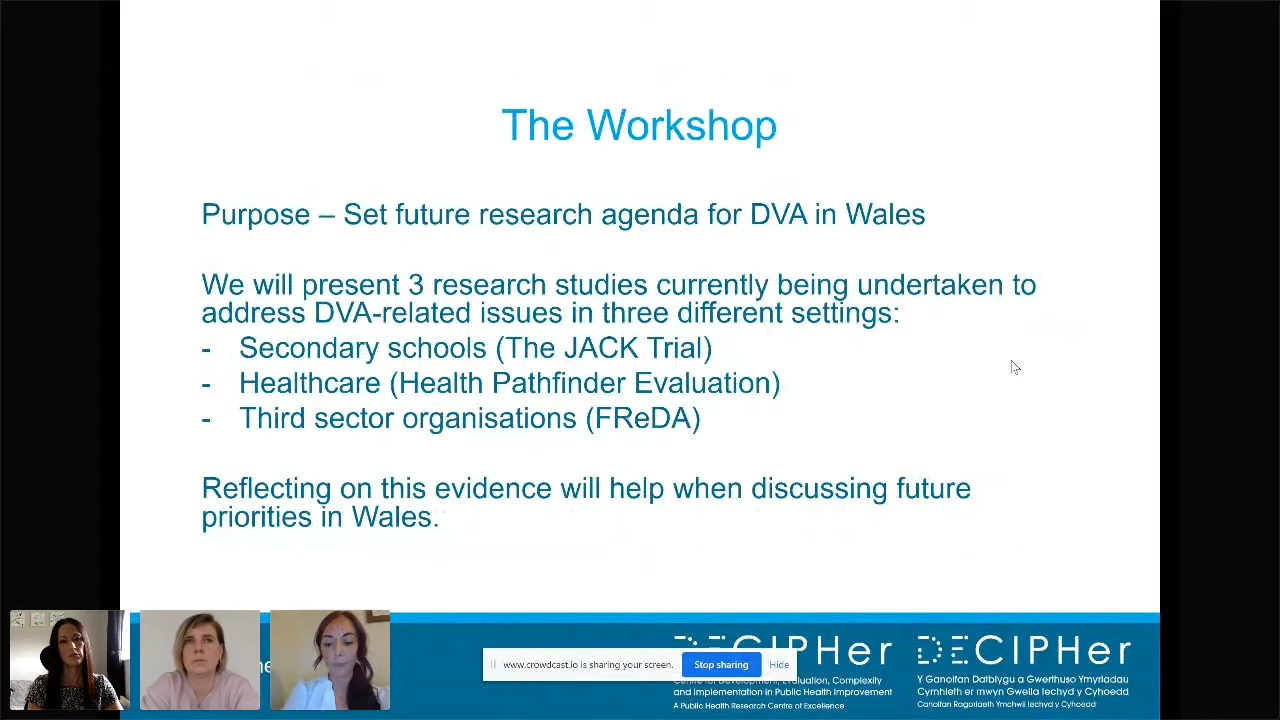 The Workshop
Purpose – Set future research agenda for DVA in Wales
We will present 3 research studies currently being undertaken to
address DVA-related issues in three different settings:
- Secondary schools (The JACK Trial)
- Healthcare (Health Pathfinder Evaluation)
- Third sector organisations (FReDA)
Reflecting on this evidence will help when discussing future
priorities in Wales.
www.crowdcast.io is sharing your screen.
Stop sharing
Hide
DECIPHer
Centre for Development, Evaluation, Complexity
and Implementation in Public Health Improvement
A Public Health Research Centre of Excellence
DECIPHer
Y Ganolfan Datblygu a Gwerthuso Ymyriadau
Cymhleth er mwyn Gwella Iechyd y Cyhoedd
Canolfan Ragoriaeth Ymchwil Iechyd y Cyhoedd